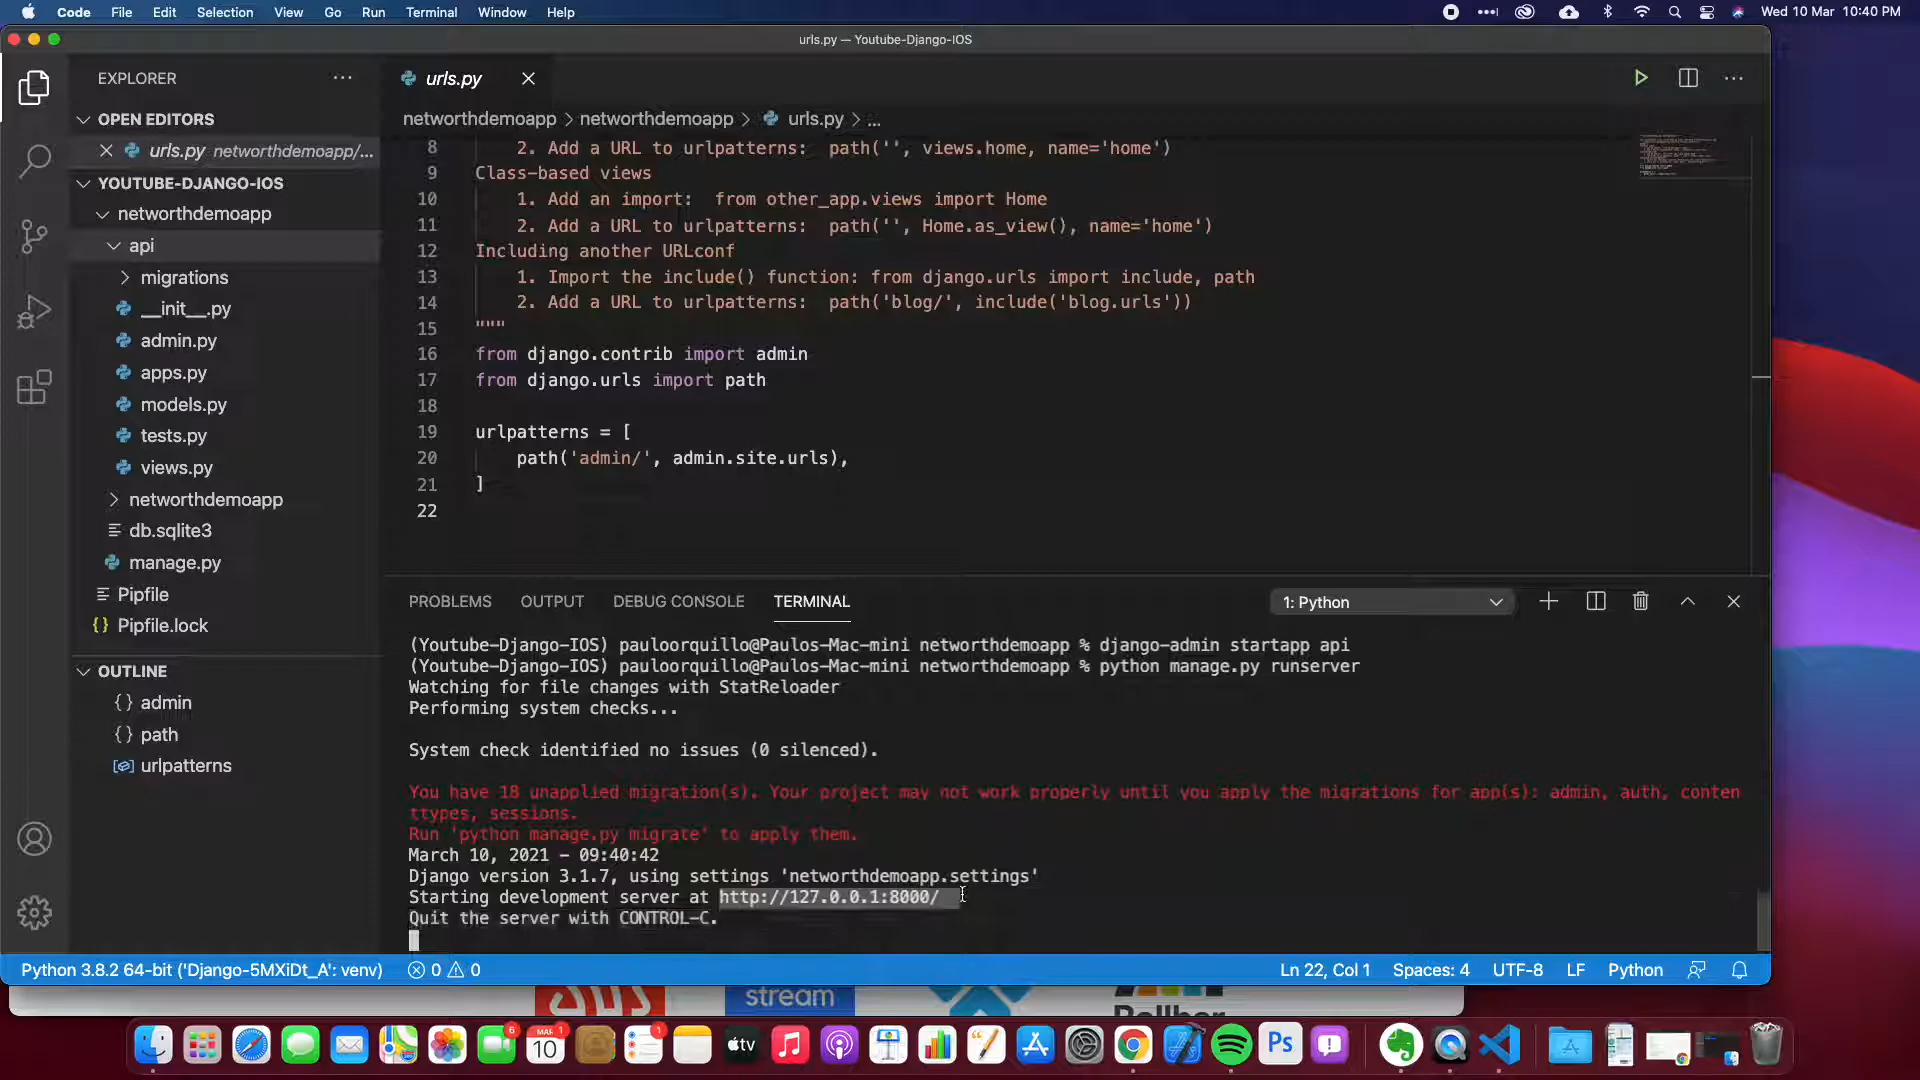 Code File Edit Selection View Go Run Terminal Window Help
Wed 10 Mar 10:40 PM
urls.py — Youtube-Django-IOS
EXPLORER
OPEN EDITORS
urls.py networthdemoapp/...
YOUTUBE-DJANGO-IOS
networthdemoapp
api
migrations
__init__.py
admin.py
apps.py
models.py
tests.py
views.py
networthdemoapp
db.sqlite3
manage.py
Pipfile
Pipfile.lock
OUTLINE
admin
path
urlpatterns
urls.py
networthdemoapp > networthdemoapp > urls.py > ...
8 2. Add a URL to urlpatterns: path('', views.home, name='home')
9 Class-based views
10 1. Add an import: from other_app.views import Home
11 2. Add a URL to urlpatterns: path('', Home.as_view(), name='home')
12 Including another URLconf
13 1. Import the include() function: from django.urls import include, path
14 2. Add a URL to urlpatterns: path('blog/', include('blog.urls'))
15 """
16 from django.contrib import admin
17 from django.urls import path
18
19 urlpatterns = [
20 path('admin/', admin.site.urls),
21 ]
22
PROBLEMS OUTPUT DEBUG CONSOLE TERMINAL
1: Python
(Youtube-Django-IOS) pauloorquillo@Paulos-Mac-mini networthdemoapp % django-admin startapp api
(Youtube-Django-IOS) pauloorquillo@Paulos-Mac-mini networthdemoapp % python manage.py runserver
Watching for file changes with StatReloader
Performing system checks...
System check identified no issues (0 silenced).
You have 18 unapplied migration(s). Your project may not work properly until you apply the migrations for app(s): admin, auth, conten
ttypes, sessions.
Run 'python manage.py migrate' to apply them.
March 10, 2021 - 09:40:42
Django version 3.1.7, using settings 'networthdemoapp.settings'
Starting development server at http://127.0.0.1:8000/
Quit the server with CONTROL-C.
Python 3.8.2 64-bit ('Django-5MXiDt_A': venv) 0 0
Ln 22, Col 1 Spaces: 4 UTF-8 LF Python
stream
6
MAR
10
1
1
tv
Ps